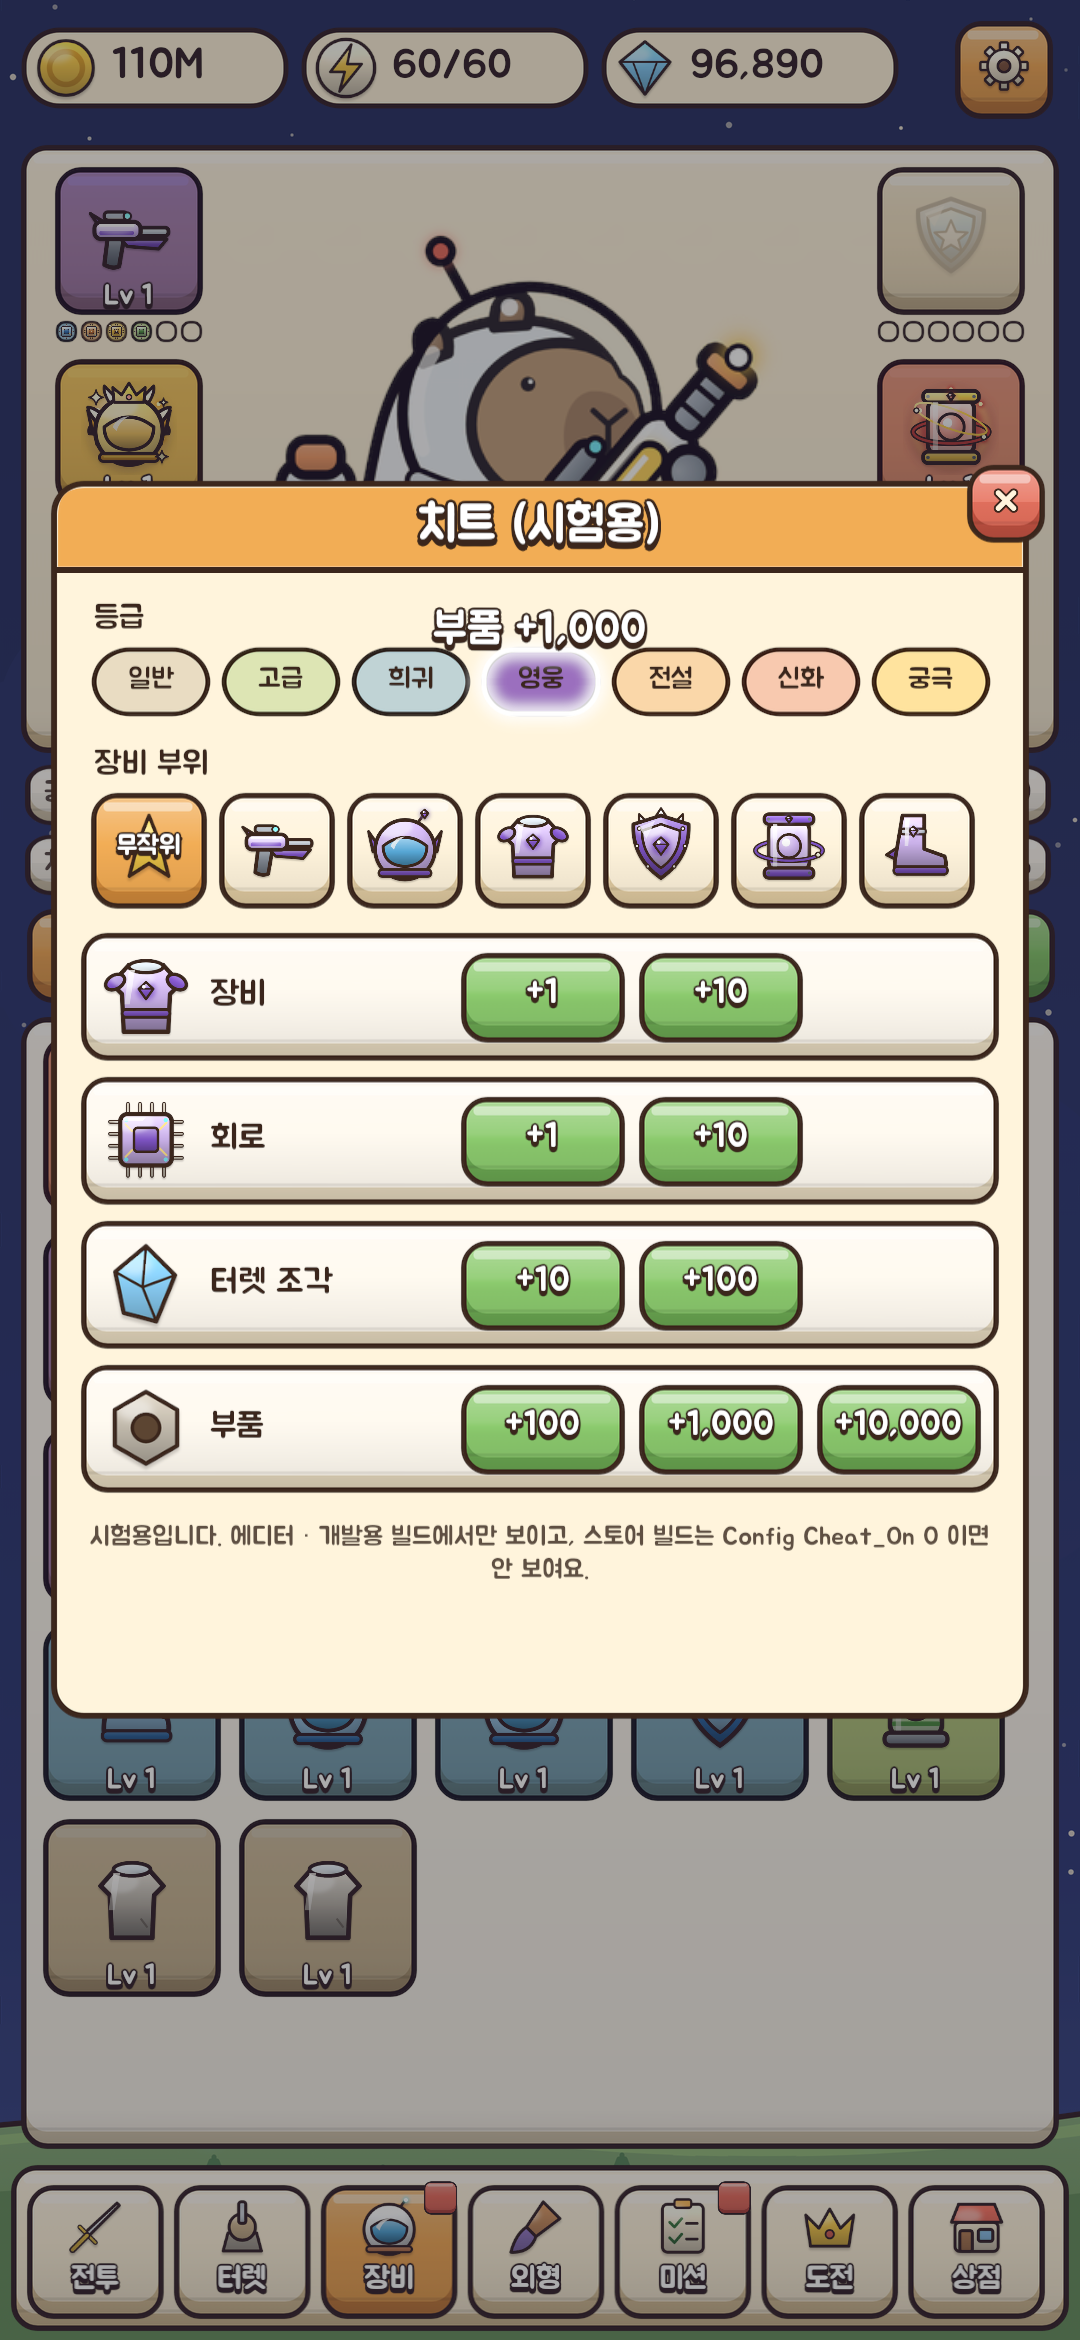 110M
60/60
96,890
Lv 1
치트 (시험용)
등급
부품 +1,000
일반
고급
희귀
영웅
전설
신화
궁극
장비 부위
무작위
장비
+1
+10
회로
+1
+10
터렛 조각
+10
+100
부품
+100
+1,000
+10,000
시험용입니다. 에디터 · 개발용 빌드에서만 보이고, 스토어 빌드는 Config Cheat_On 0 이면
안 보여요.
Lv 1
Lv 1
Lv 1
Lv 1
Lv 1
Lv 1
Lv 1
전투
터렛
장비
외형
미션
도전
상점